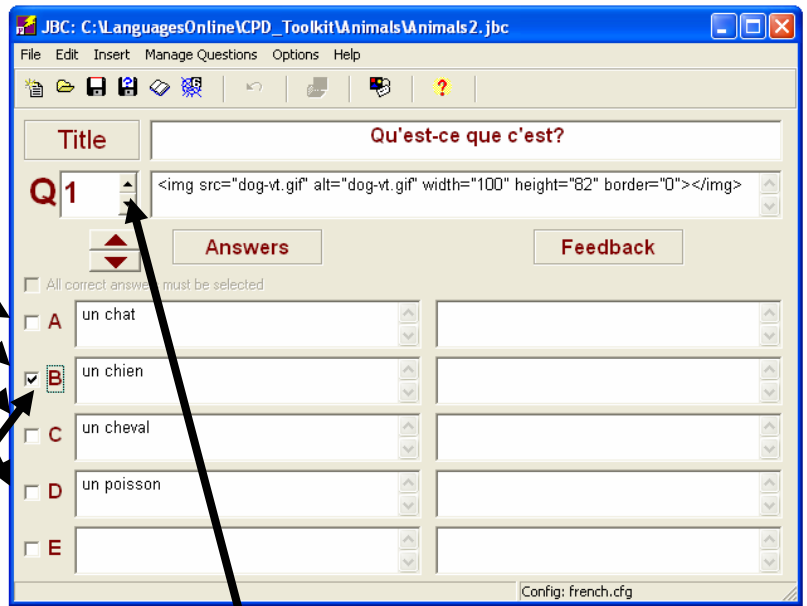 JBC: C:\LanguagesOnline\CPD_Toolkit\Animals\Animals2.jbc
File Edit Insert Manage Questions Options Help
?
Title Qu'est-ce que c'est?
Q 1 <img src="dog-vt.gif" alt="dog-vt.gif" width="100" height="82" border="0"></img>
Answers Feedback
All correct answers must be selected
A un chat
B un chien
C un cheval
D un poisson
E
Config: french.cfg